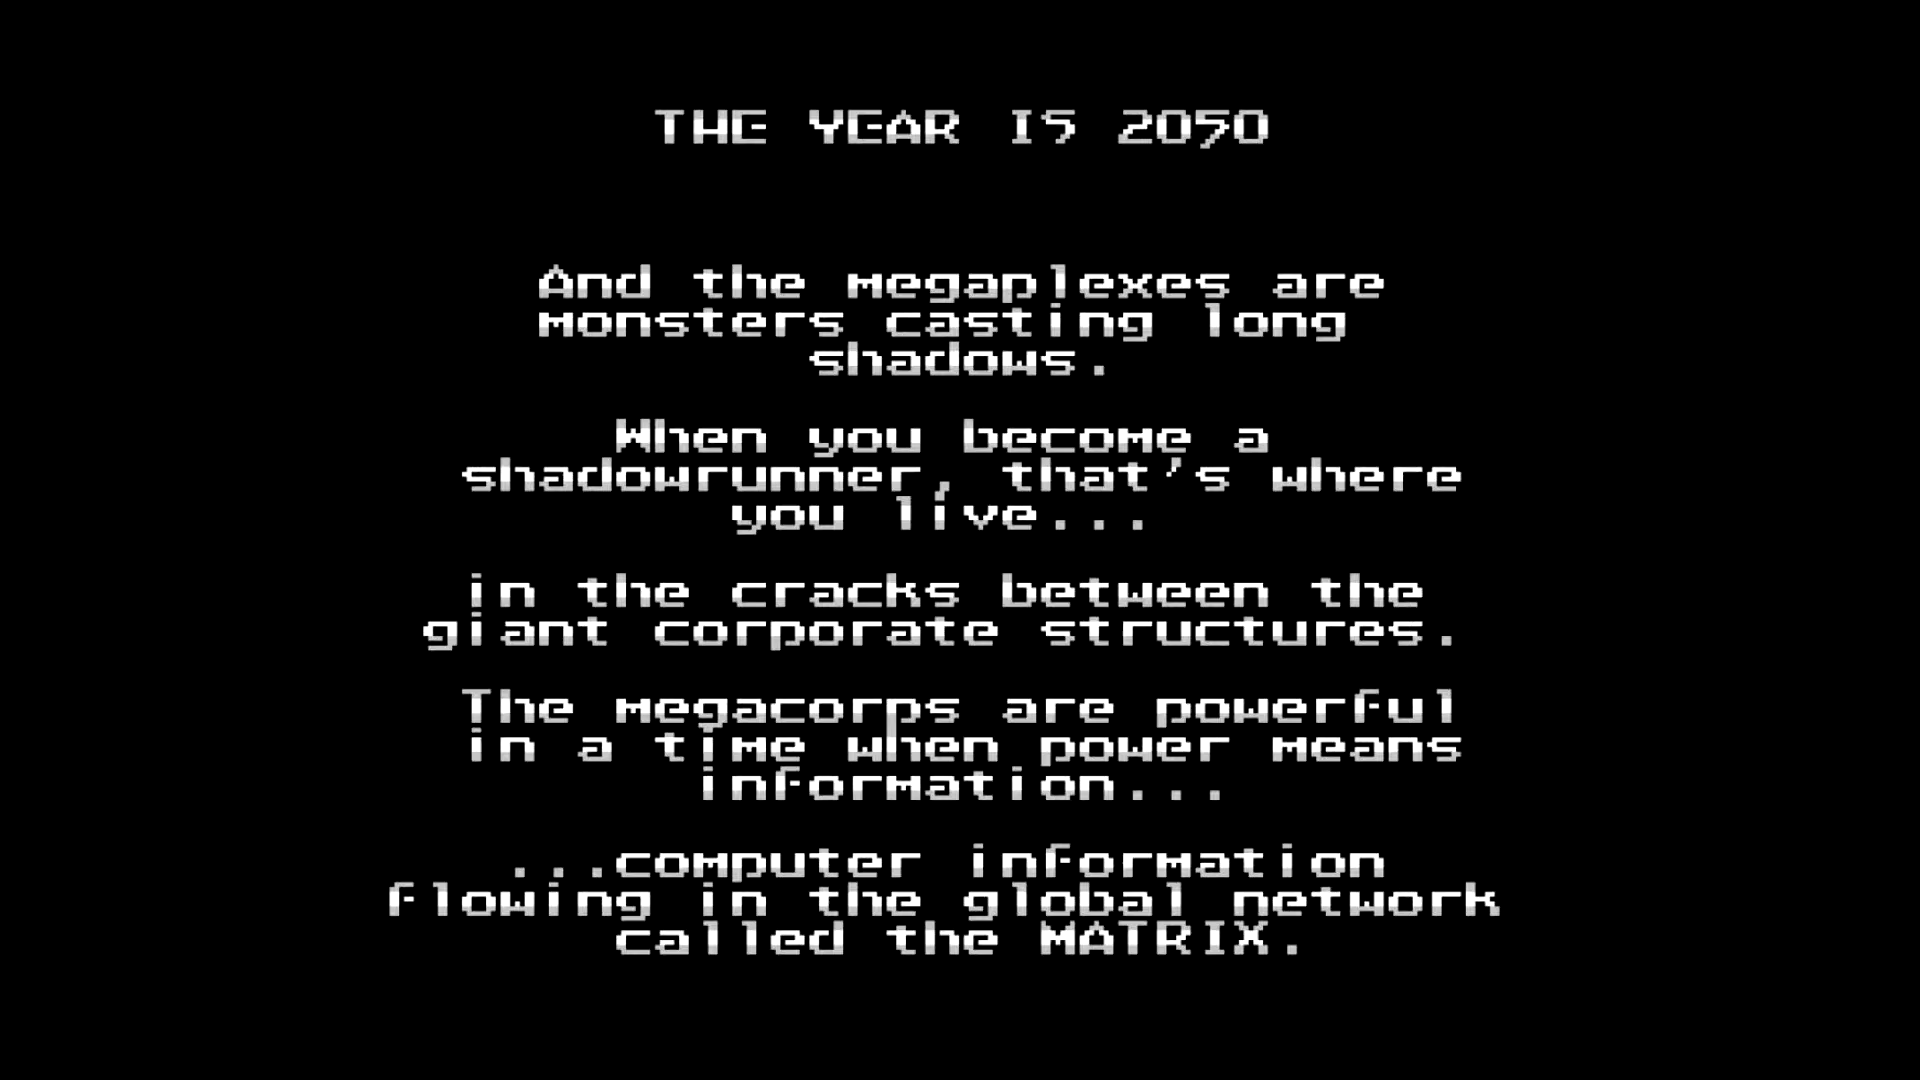 THE YEAR IS 2050
And the megaplexes are
monsters casting long
shadows.
When you become a
shadowrunner, that's where
you live...
in the cracks between the
giant corporate structures.
The megacorps are powerful
in a time when power means
information...
...computer information
flowing in the global network
called the MATRIX.